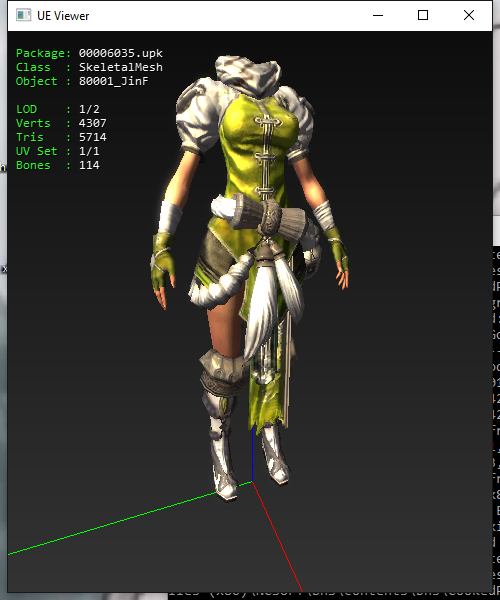 UE Viewer
Package: 00006035.upk
Class : SkeletalMesh
Object : 80001_JinF
LOD : 1/2
Verts : 4307
Tris : 5714
UV Set : 1/1
Bones : 114